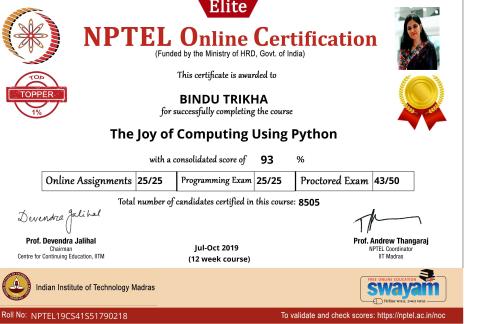 Elite
NPTEL Online Certification
(Funded by the Ministry of HRD, Govt. of India)
TOP
TOPPER
1%
This certificate is awarded to
BINDU TRIKHA
for successfully completing the course
The Joy of Computing Using Python
with a consolidated score of 93 %
Online Assignments 25/25 Programming Exam 25/25 Proctored Exam 43/50
Total number of candidates certified in this course: 8505
Devendra Jalihal
Prof. Devendra Jalihal
Chairman
Centre for Continuing Education, IITM
Jul-Oct 2019
(12 week course)
Prof. Andrew Thangaraj
NPTEL Coordinator
IIT Madras
Indian Institute of Technology Madras
FREE ONLINE EDUCATION
swayam
Roll No: NPTEL19CS41S51790218
To validate and check scores: https://nptel.ac.in/noc